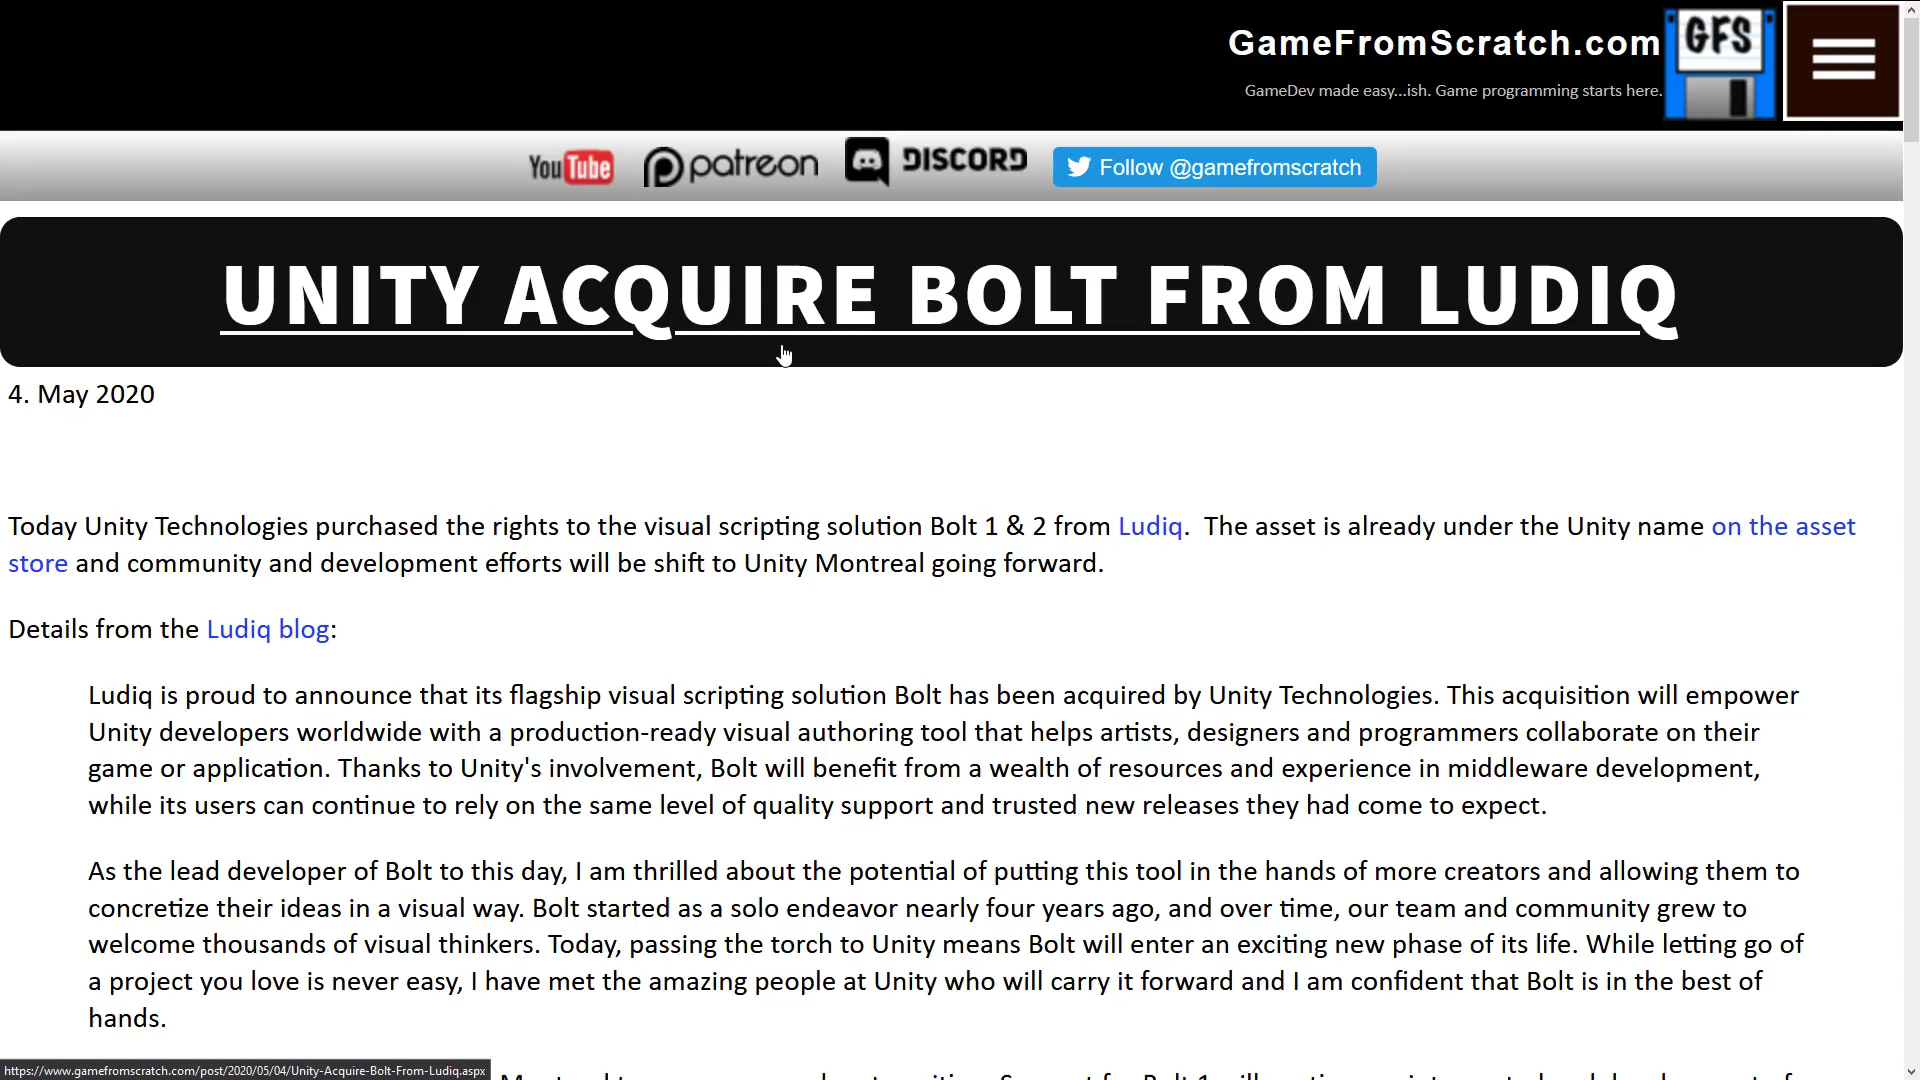 GameFromScratch.com
GFS
GameDev made easy...ish. Game programming starts here.
YouTube patreon DISCORD Follow @gamefromscratch
UNITY ACQUIRE BOLT FROM LUDIQ
4. May 2020
Today Unity Technologies purchased the rights to the visual scripting solution Bolt 1 & 2 from Ludiq.  The asset is already under the Unity name on the asset
store and community and development efforts will be shift to Unity Montreal going forward.
Details from the Ludiq blog:
Ludiq is proud to announce that its flagship visual scripting solution Bolt has been acquired by Unity Technologies. This acquisition will empower
Unity developers worldwide with a production-ready visual authoring tool that helps artists, designers and programmers collaborate on their
game or application. Thanks to Unity's involvement, Bolt will benefit from a wealth of resources and experience in middleware development,
while its users can continue to rely on the same level of quality support and trusted new releases they had come to expect.
As the lead developer of Bolt to this day, I am thrilled about the potential of putting this tool in the hands of more creators and allowing them to
concretize their ideas in a visual way. Bolt started as a solo endeavor nearly four years ago, and over time, our team and community grew to
welcome thousands of visual thinkers. Today, passing the torch to Unity means Bolt will enter an exciting new phase of its life. While letting go of
a project you love is never easy, I have met the amazing people at Unity who will carry it forward and I am confident that Bolt is in the best of
hands.
https://www.gamefromscratch.com/post/2020/05/04/Unity-Acquire-Bolt-From-Ludiq.aspx